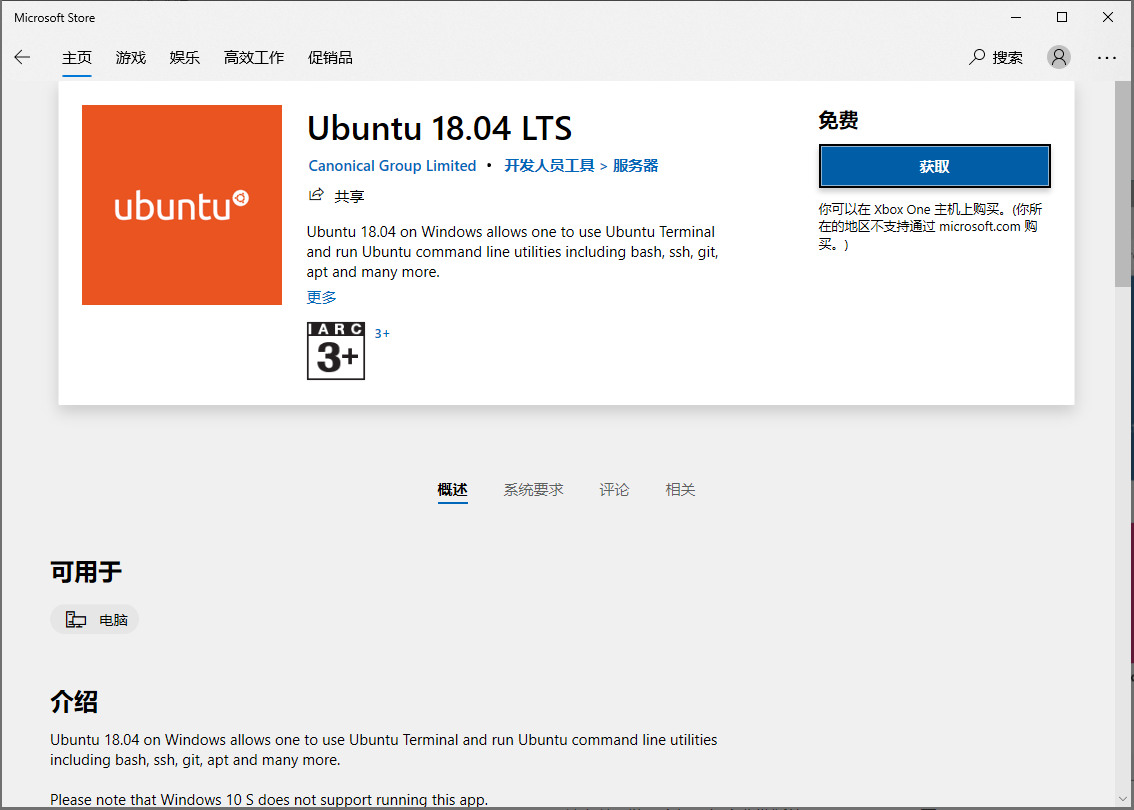 Microsoft Store
主页 游戏 娱乐 高效工作 促销品 搜索
ubuntu
Ubuntu 18.04 LTS
Canonical Group Limited • 开发人员工具 > 服务器
共享
Ubuntu 18.04 on Windows allows one to use Ubuntu Terminal
and run Ubuntu command line utilities including bash, ssh, git,
apt and many more.
更多
IARC
3+
3+
免费
获取
你可以在 Xbox One 主机上购买。(你所
在的地区不支持通过 microsoft.com 购
买。)
概述 系统要求 评论 相关
可用于
电脑
介绍
Ubuntu 18.04 on Windows allows one to use Ubuntu Terminal and run Ubuntu command line utilities
including bash, ssh, git, apt and many more.
Please note that Windows 10 S does not support running this app.